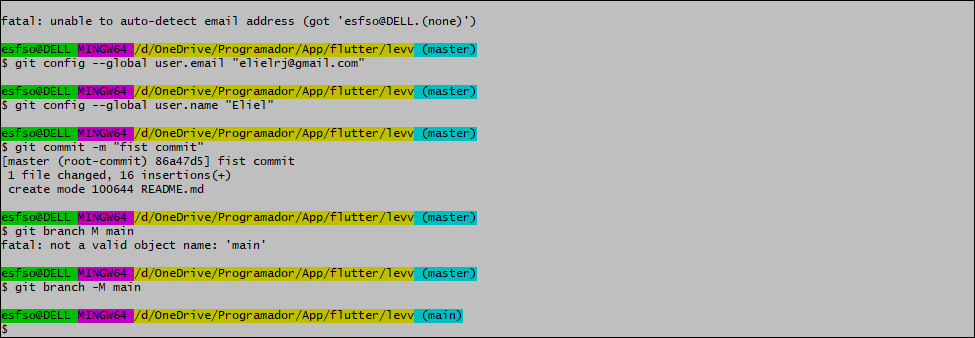 fatal: unable to auto-detect email address (got 'esfso@DELL.(none)')
esfso@DELL MINGW64 /d/OneDrive/Programador/App/flutter/levv (master)
$ git config --global user.email "elielrj@gmail.com"
esfso@DELL MINGW64 /d/OneDrive/Programador/App/flutter/levv (master)
$ git config --global user.name "Eliel"
esfso@DELL MINGW64 /d/OneDrive/Programador/App/flutter/levv (master)
$ git commit -m "fist commit"
[master (root-commit) 86a47d5] fist commit
 1 file changed, 16 insertions(+)
 create mode 100644 README.md
esfso@DELL MINGW64 /d/OneDrive/Programador/App/flutter/levv (master)
$ git branch M main
fatal: not a valid object name: 'main'
esfso@DELL MINGW64 /d/OneDrive/Programador/App/flutter/levv (master)
$ git branch -M main
esfso@DELL MINGW64 /d/OneDrive/Programador/App/flutter/levv (main)
$